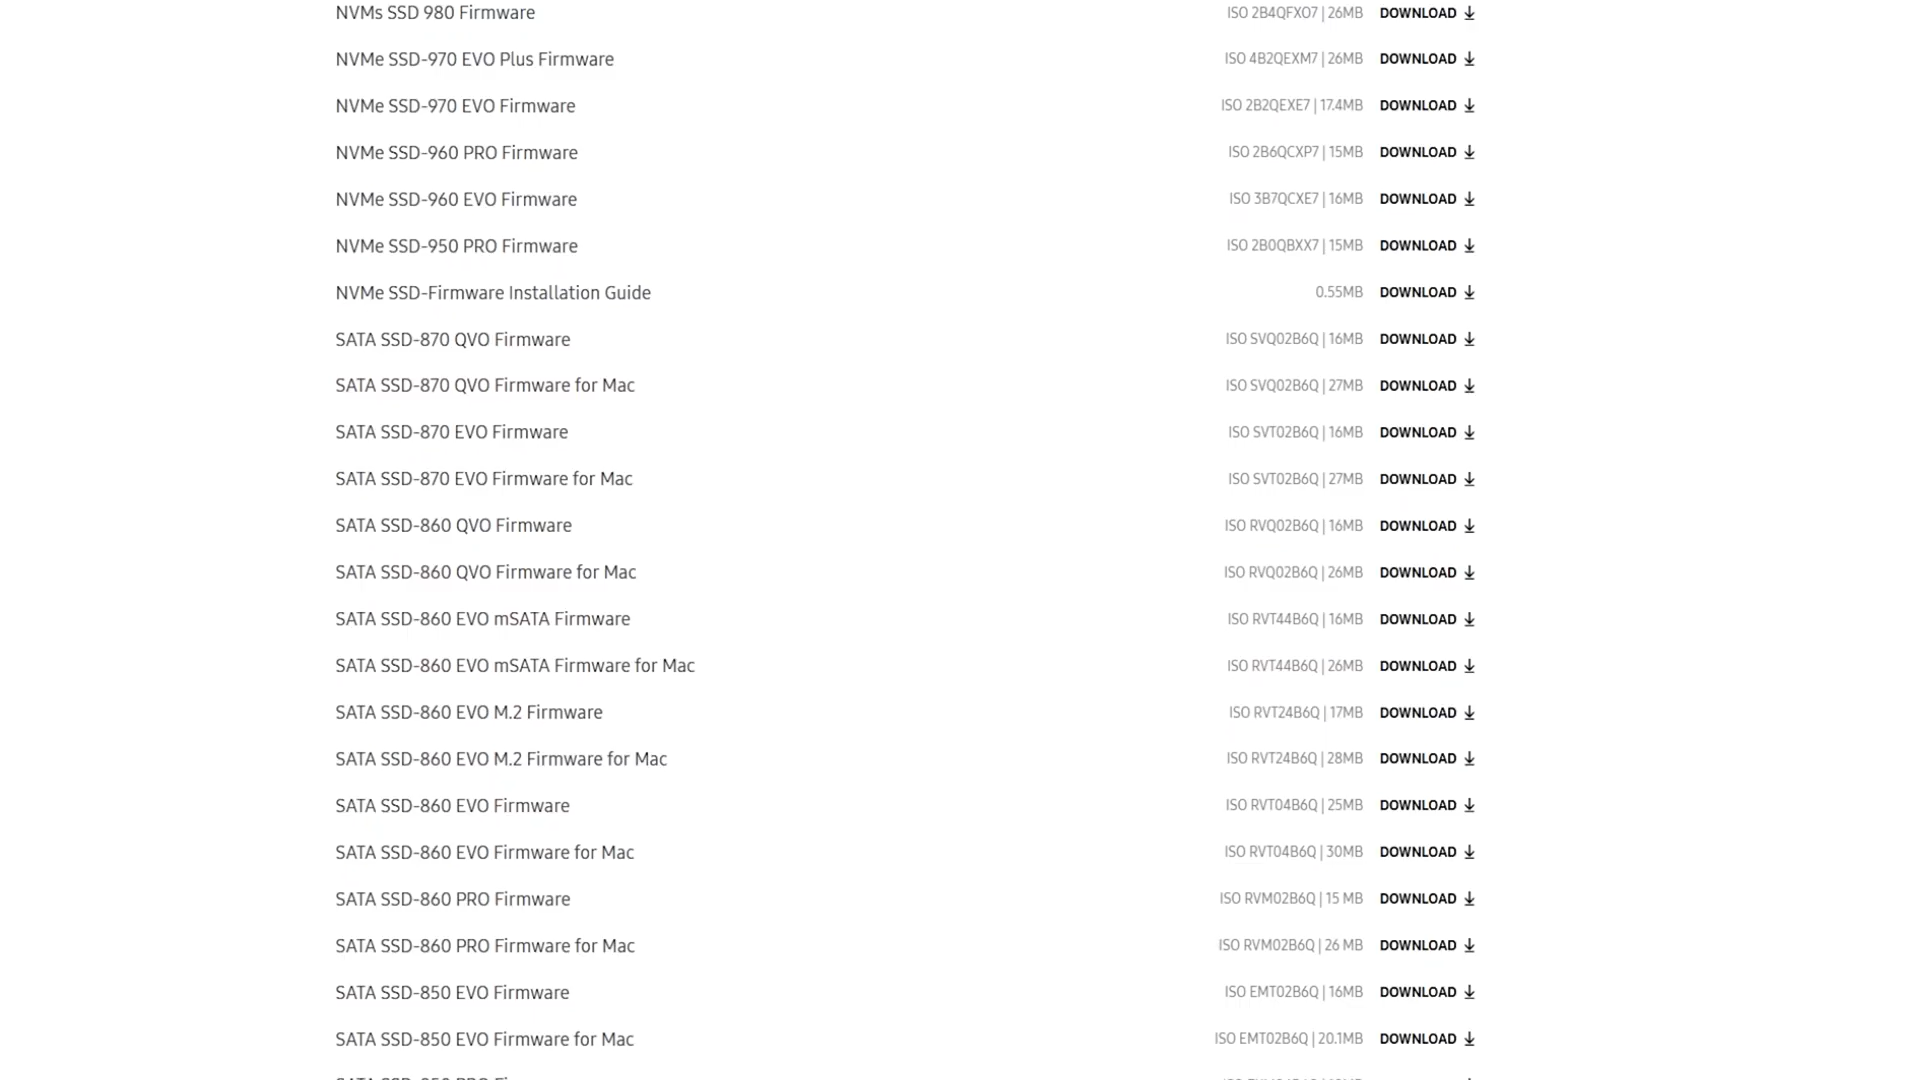 NVMs SSD 980 Firmware ISO 2B4QFXO7 | 26MB DOWNLOAD
NVMe SSD-970 EVO Plus Firmware ISO 4B2QEXM7 | 26MB DOWNLOAD
NVMe SSD-970 EVO Firmware ISO 2B2QEXE7 | 17.4MB DOWNLOAD
NVMe SSD-960 PRO Firmware ISO 2B6QCXP7 | 15MB DOWNLOAD
NVMe SSD-960 EVO Firmware ISO 3B7QCXE7 | 16MB DOWNLOAD
NVMe SSD-950 PRO Firmware ISO 2B0QBXX7 | 15MB DOWNLOAD
NVMe SSD-Firmware Installation Guide 0.55MB DOWNLOAD
SATA SSD-870 QVO Firmware ISO SVQ02B6Q | 16MB DOWNLOAD
SATA SSD-870 QVO Firmware for Mac ISO SVQ02B6Q | 27MB DOWNLOAD
SATA SSD-870 EVO Firmware ISO SVT02B6Q | 16MB DOWNLOAD
SATA SSD-870 EVO Firmware for Mac ISO SVT02B6Q | 27MB DOWNLOAD
SATA SSD-860 QVO Firmware ISO RVQ02B6Q | 16MB DOWNLOAD
SATA SSD-860 QVO Firmware for Mac ISO RVQ02B6Q | 26MB DOWNLOAD
SATA SSD-860 EVO mSATA Firmware ISO RVT44B6Q | 16MB DOWNLOAD
SATA SSD-860 EVO mSATA Firmware for Mac ISO RVT44B6Q | 26MB DOWNLOAD
SATA SSD-860 EVO M.2 Firmware ISO RVT24B6Q | 17MB DOWNLOAD
SATA SSD-860 EVO M.2 Firmware for Mac ISO RVT24B6Q | 28MB DOWNLOAD
SATA SSD-860 EVO Firmware ISO RVT04B6Q | 25MB DOWNLOAD
SATA SSD-860 EVO Firmware for Mac ISO RVT04B6Q | 30MB DOWNLOAD
SATA SSD-860 PRO Firmware ISO RVM02B6Q | 15 MB DOWNLOAD
SATA SSD-860 PRO Firmware for Mac ISO RVM02B6Q | 26 MB DOWNLOAD
SATA SSD-850 EVO Firmware ISO EMT02B6Q | 16MB DOWNLOAD
SATA SSD-850 EVO Firmware for Mac ISO EMT02B6Q | 20.1MB DOWNLOAD